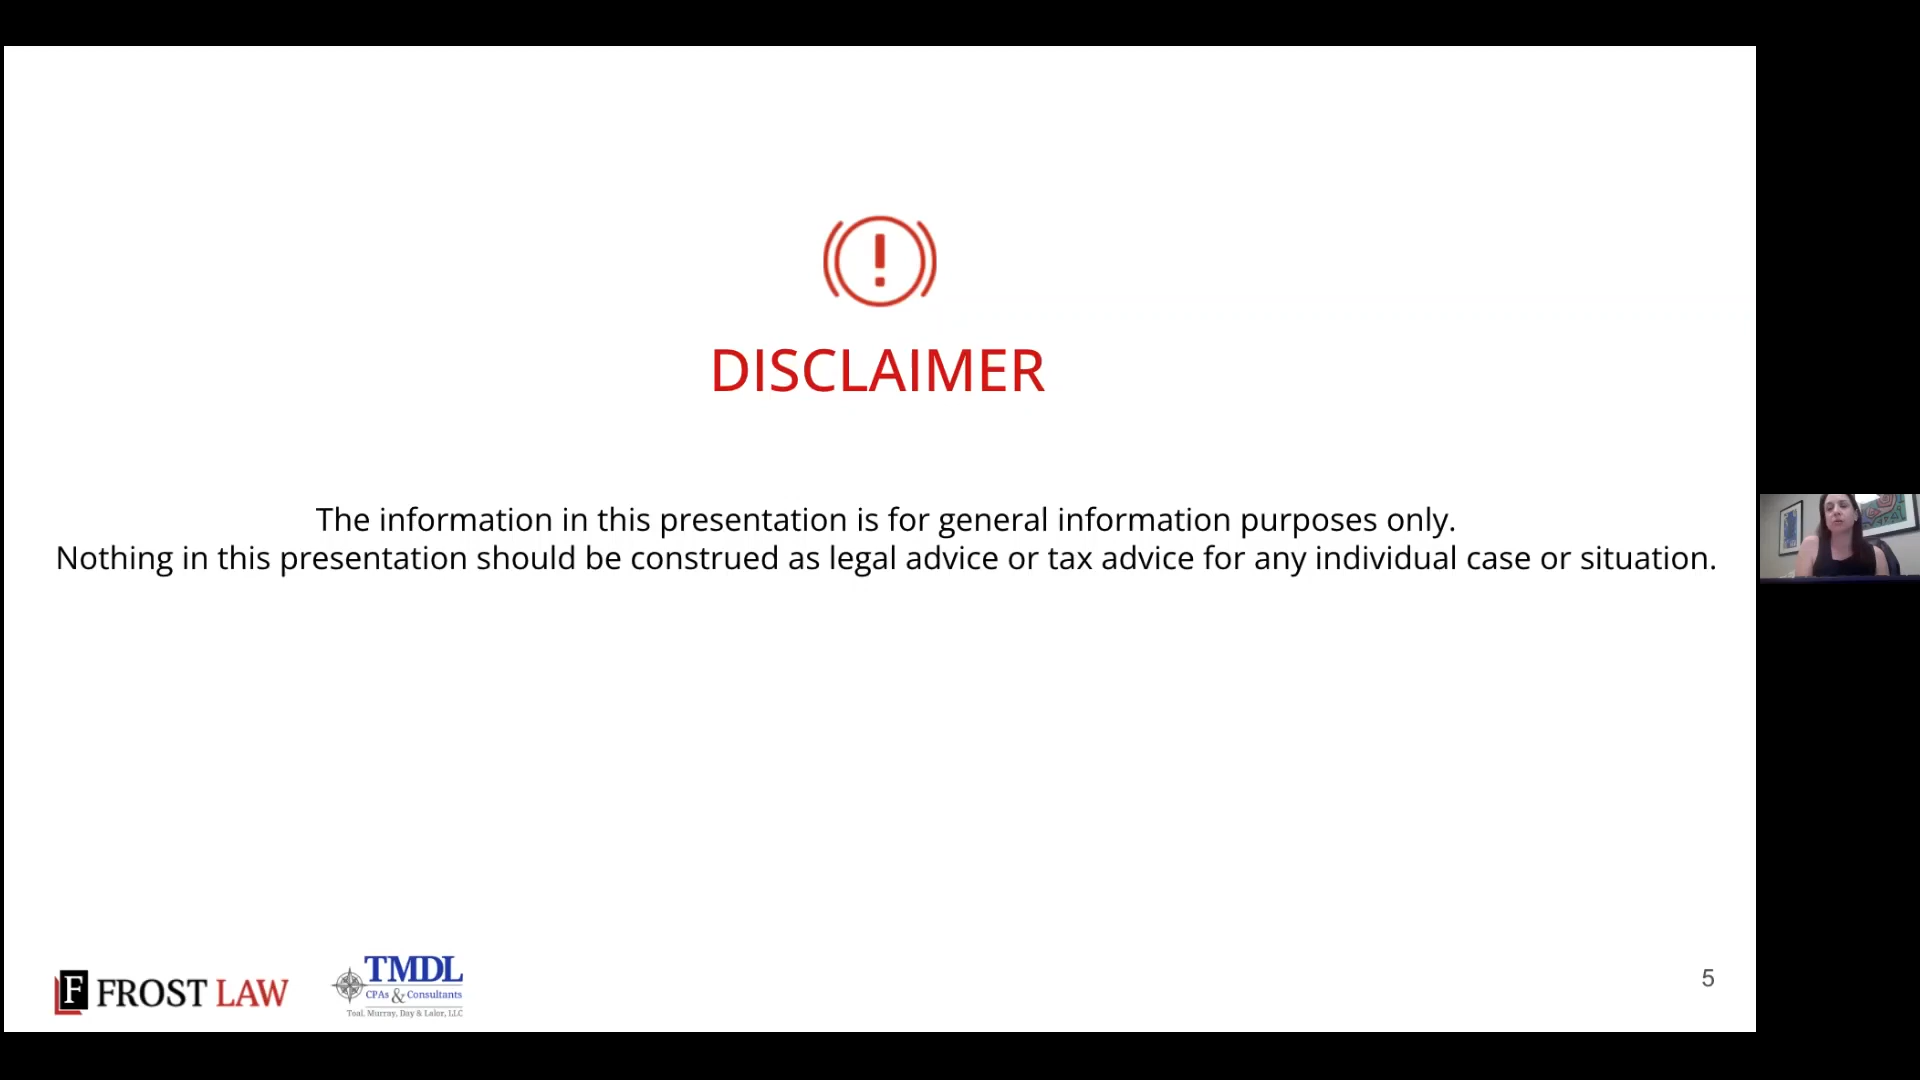 DISCLAIMER
The information in this presentation is for general information purposes only.
Nothing in this presentation should be construed as legal advice or tax advice for any individual case or situation.
F FROST LAW
TMDL
CPAs & Consultants
Toal, Murray, Day & Lalor, LLC
5